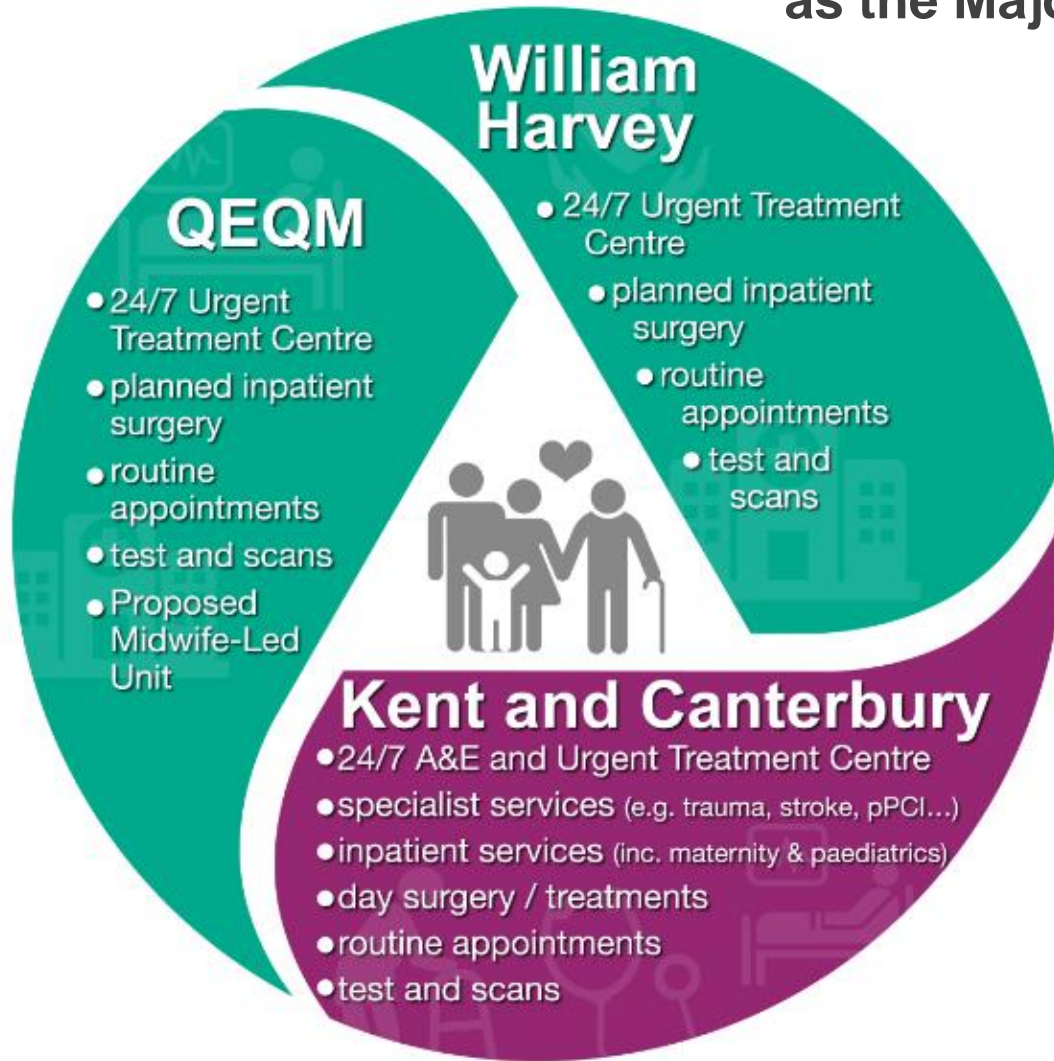 as the Majo
William
Harvey
• 24/7 Urgent Treatment
Centre
• planned inpatient
surgery
• routine
appointments
• test and
scans
QEQM
• 24/7 Urgent
Treatment Centre
• planned inpatient
surgery
• routine
appointments
• test and scans
• Proposed
Midwife-Led
Unit
Kent and Canterbury
• 24/7 A&E and Urgent Treatment Centre
• specialist services (e.g. trauma, stroke, pPCI...)
• inpatient services (inc. maternity & paediatrics)
• day surgery / treatments
• routine appointments
• test and scans